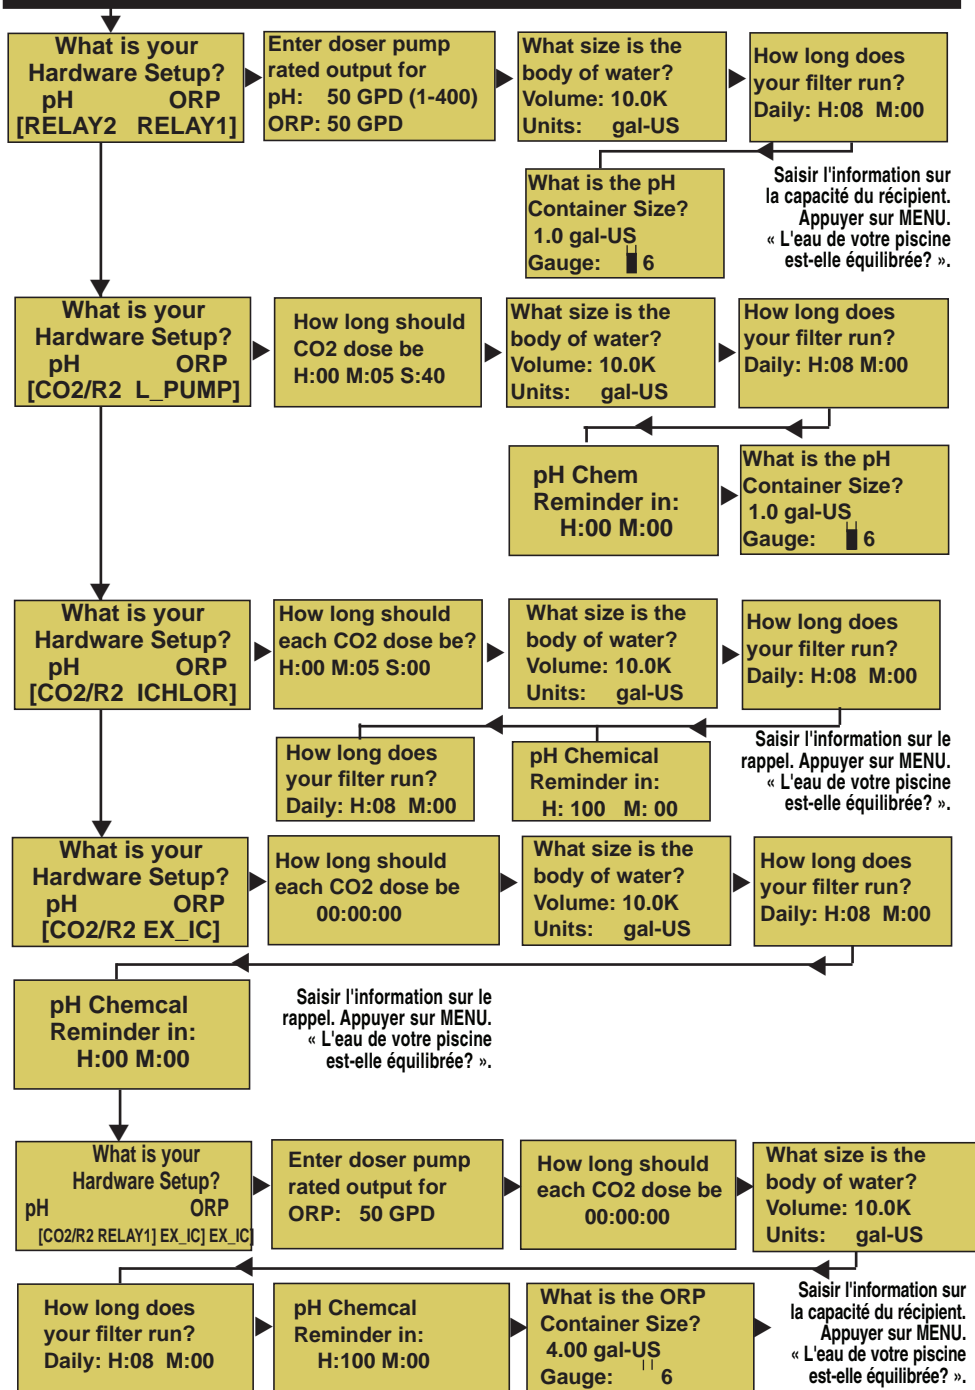 What is your
Hardware Setup?
pH ORP
[RELAY2 RELAY1]
Enter doser pump
rated output for
pH: 50 GPD (1-400)
ORP: 50 GPD
What size is the
body of water?
Volume: 10.0K
Units: gal-US
How long does
your filter run?
Daily: H:08 M:00
What is the pH
Container Size?
1.0 gal-US
Gauge: 6
Saisir l'information sur
la capacité du récipient.
Appuyer sur MENU.
« L'eau de votre piscine
est-elle équilibrée? ».
What is your
Hardware Setup?
pH ORP
[CO2/R2 L_PUMP]
How long should
CO2 dose be
H:00 M:05 S:40
What size is the
body of water?
Volume: 10.0K
Units: gal-US
How long does
your filter run?
Daily: H:08 M:00
pH Chem
Reminder in:
H:00 M:00
What is the pH
Container Size?
1.0 gal-US
Gauge: 6
What is your
Hardware Setup?
pH ORP
[CO2/R2 ICHLOR]
How long should
each CO2 dose be?
H:00 M:05 S:00
What size is the
body of water?
Volume: 10.0K
Units: gal-US
How long does
your filter run?
Daily: H:08 M:00
How long does
your filter run?
Daily: H:08 M:00
pH Chemical
Reminder in:
H: 100 M: 00
Saisir l'information sur le
rappel. Appuyer sur MENU.
« L'eau de votre piscine
est-elle équilibrée? ».
What is your
Hardware Setup?
pH ORP
[CO2/R2 EX_IC]
How long should
each CO2 dose be
00:00:00
What size is the
body of water?
Volume: 10.0K
Units: gal-US
How long does
your filter run?
Daily: H:08 M:00
pH Chemcal
Reminder in:
H:00 M:00
Saisir l'information sur le
rappel. Appuyer sur MENU.
« L'eau de votre piscine
est-elle équilibrée? ».
What is your
Hardware Setup?
pH ORP
[CO2/R2 RELAY1] EX_IC] EX_IC]
Enter doser pump
rated output for
ORP: 50 GPD
How long should
each CO2 dose be
00:00:00
What size is the
body of water?
Volume: 10.0K
Units: gal-US
How long does
your filter run?
Daily: H:08 M:00
pH Chemcal
Reminder in:
H:100 M:00
What is the ORP
Container Size?
4.00 gal-US
Gauge: 6
Saisir l'information sur
la capacité du récipient.
Appuyer sur MENU.
« L'eau de votre piscine
est-elle équilibrée? ».